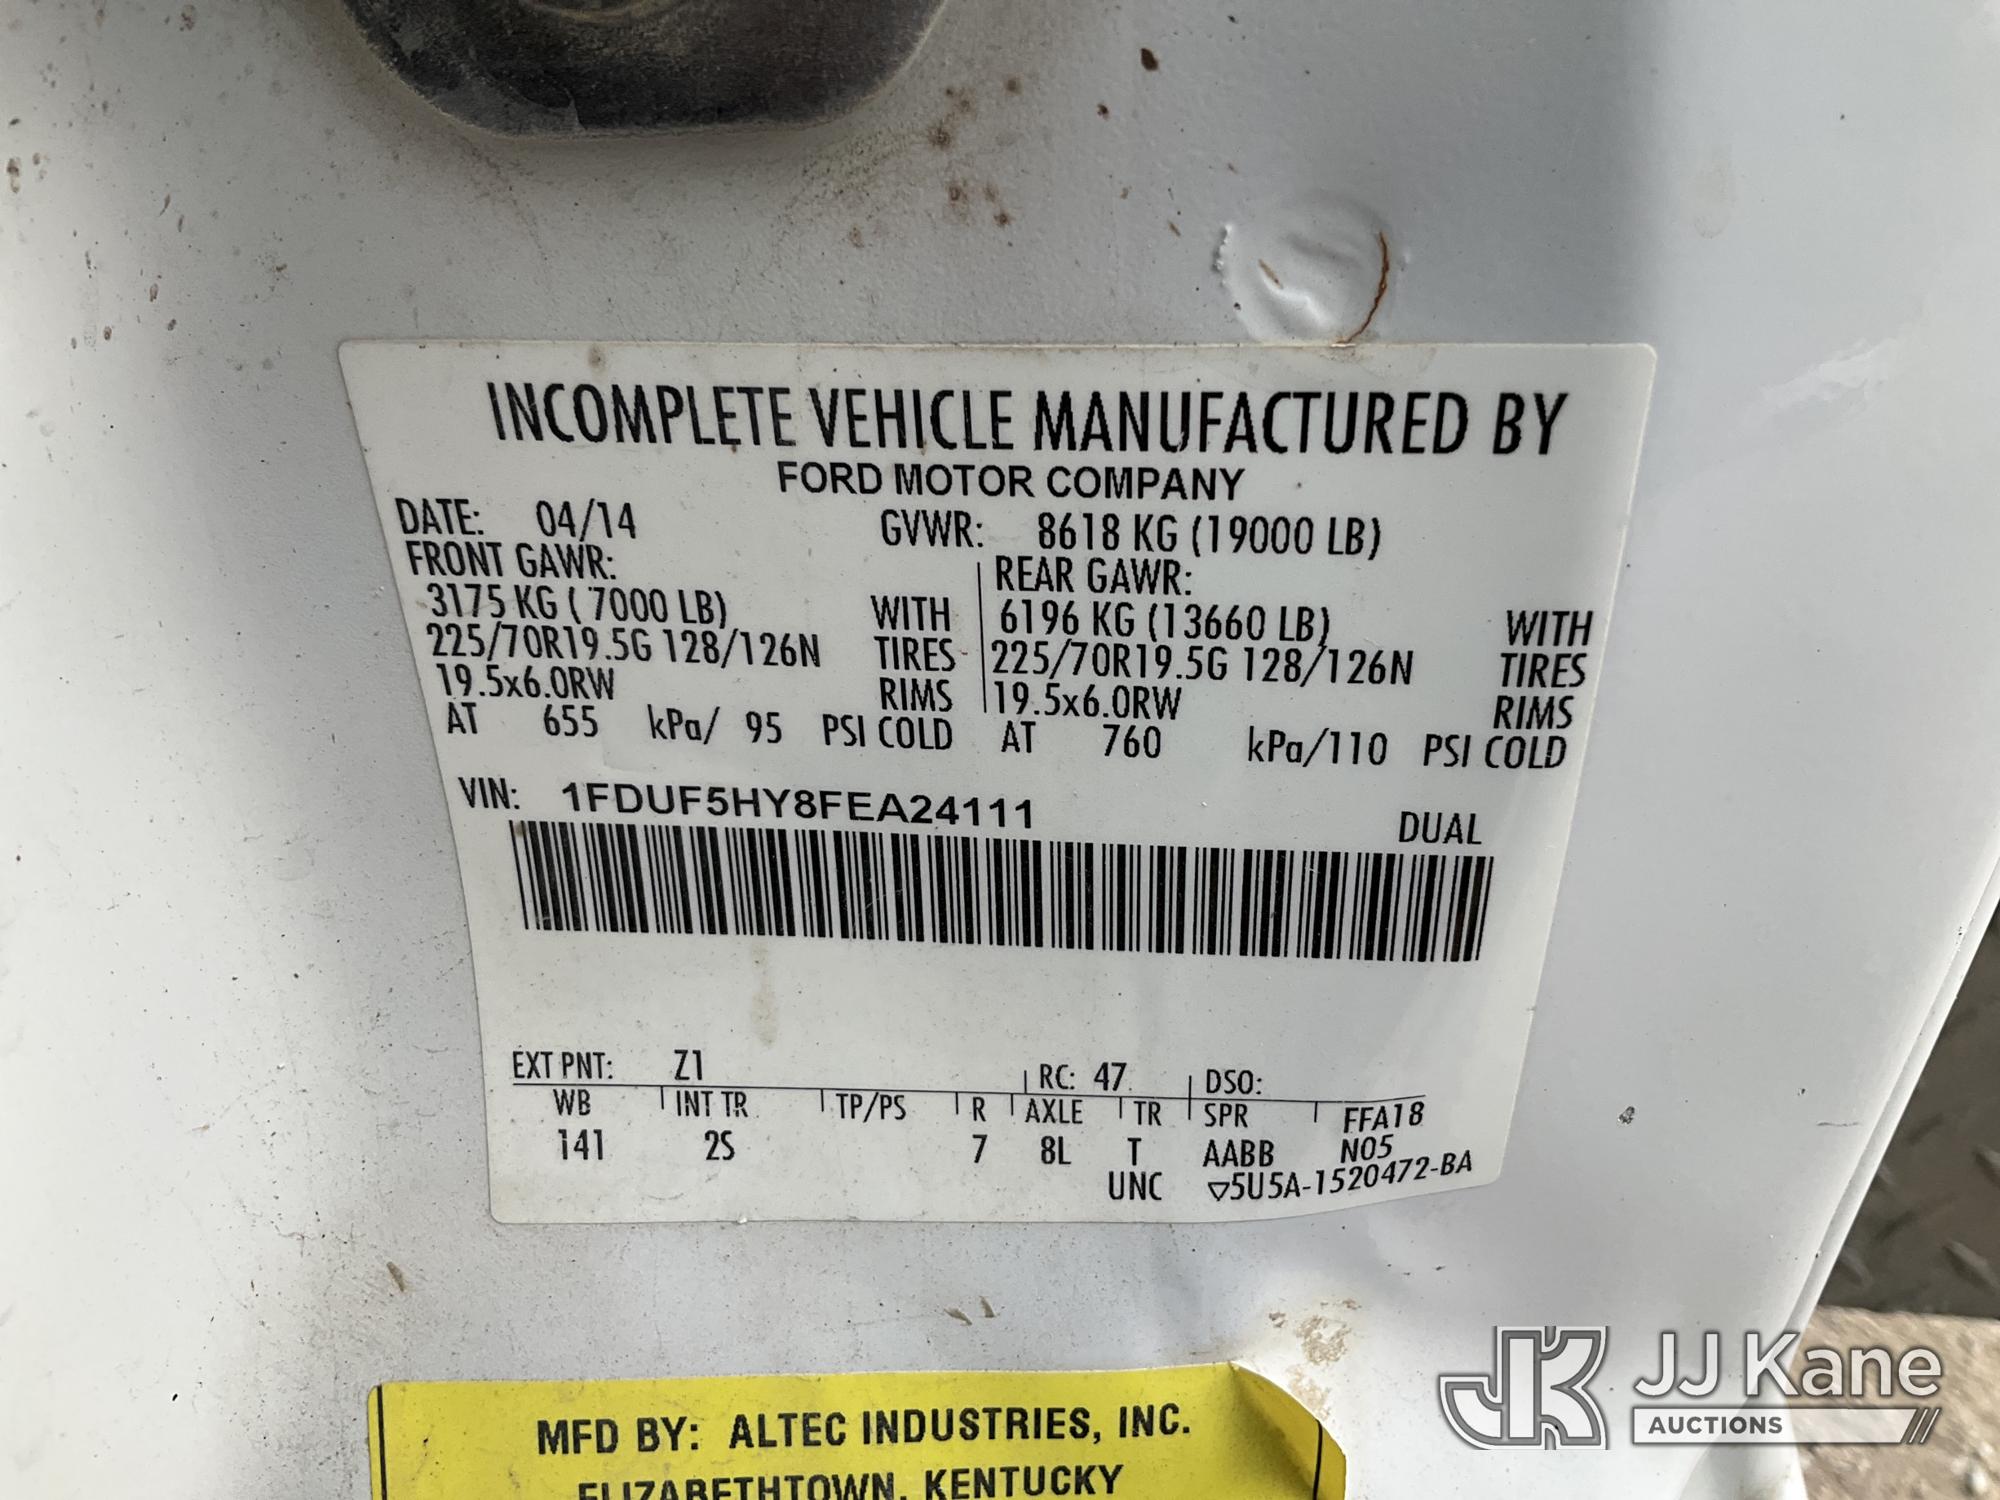 INCOMPLETE VEHICLE MANUFACTURED BY
FORD MOTOR COMPANY
DATE: 04/14 GVWR: 8618 KG (19000 LB)
FRONT GAWR: REAR GAWR:
3175 KG ( 7000 LB) WITH 6196 KG (13660 LB) WITH
225/70R19.5G 128/126N TIRES 225/70R19.5G 128/126N TIRES
19.5x6.0RW RIMS 19.5x6.0RW RIMS
AT 655 kPa/ 95 PSI COLD AT 760 kPa/110 PSI COLD
VIN: 1FDUF5HY8FEA24111
DUAL
EXT PNT: Z1 RC: 47 DSO:
WB INT TR TP/PS R AXLE TR SPR FFA18
141 2S 7 8L T AABB N05
UNC ▽5U5A-1520472-BA
MFD BY: ALTEC INDUSTRIES, INC.
ELIZABETHTOWN, KENTUCKY
JK JJ Kane
AUCTIONS